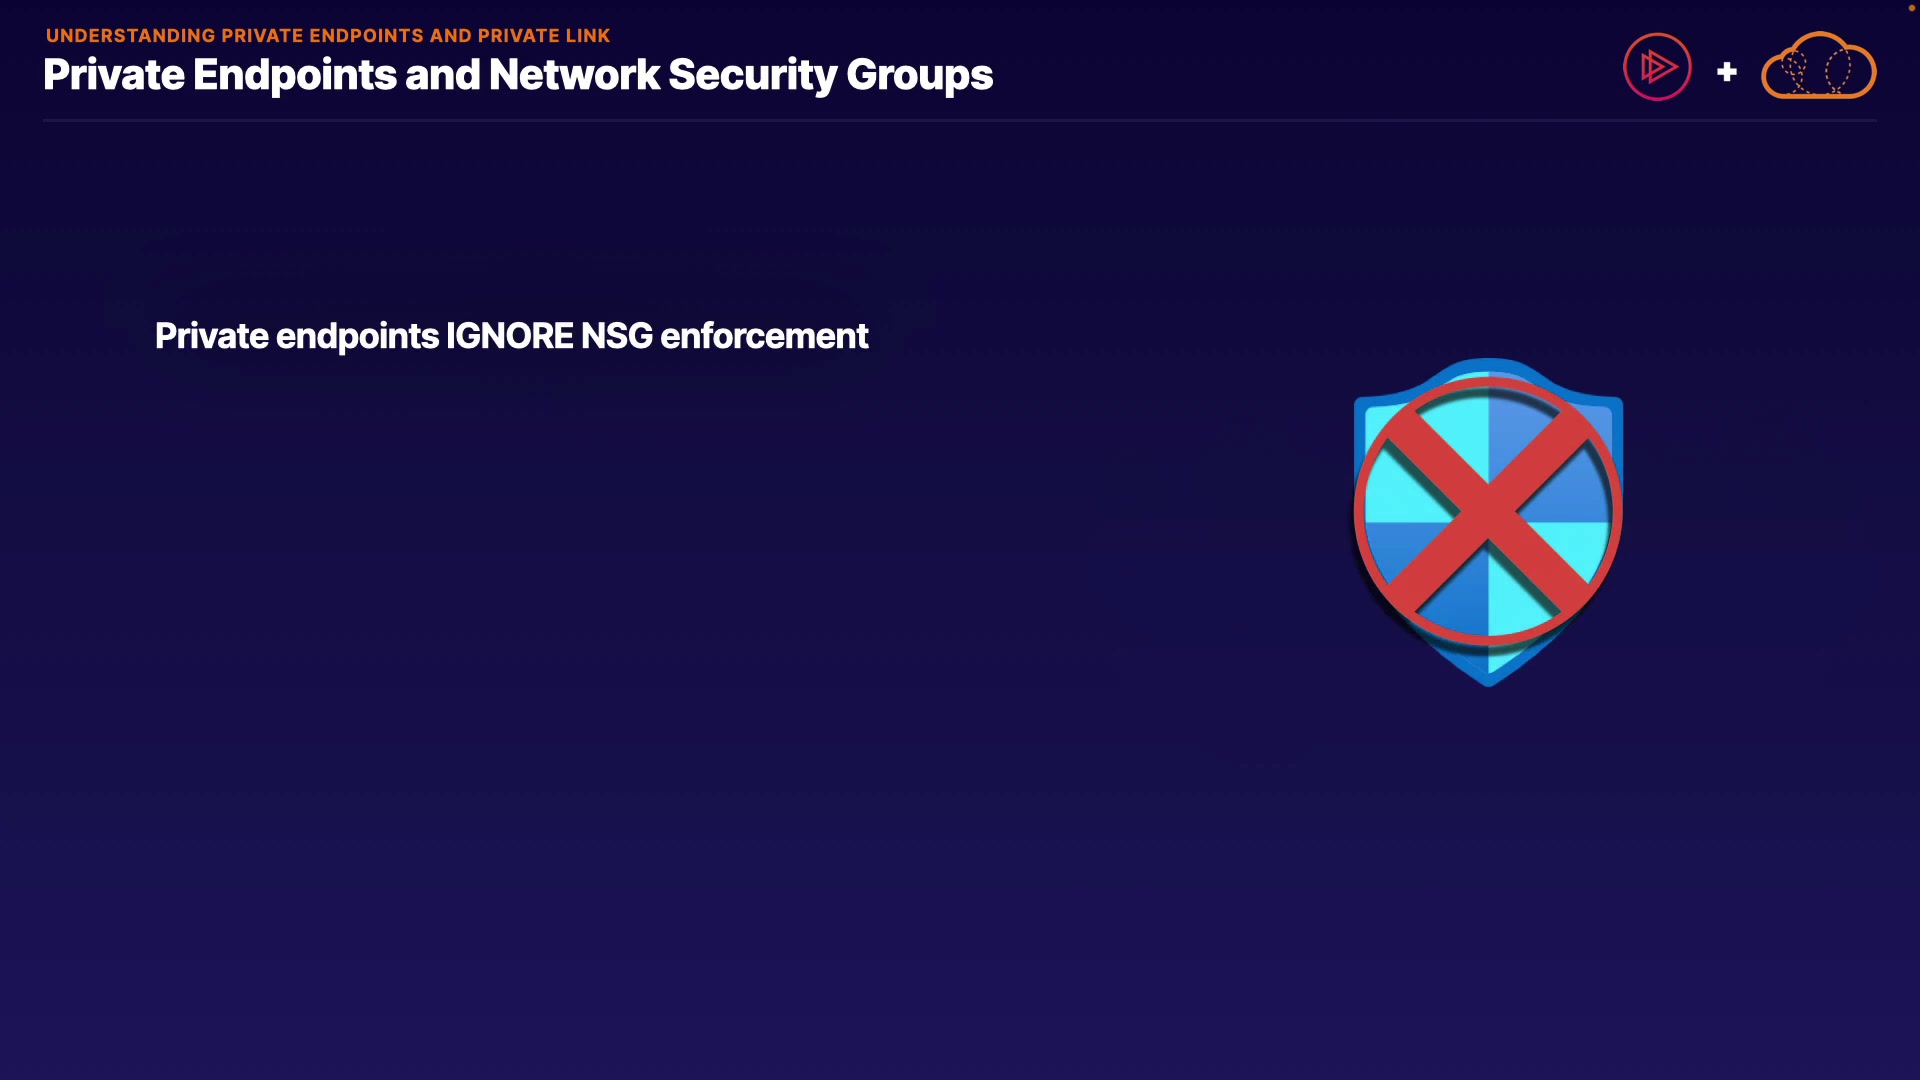 UNDERSTANDING PRIVATE ENDPOINTS AND PRIVATE LINK
Private Endpoints and Network Security Groups
+
Private endpoints IGNORE NSG enforcement